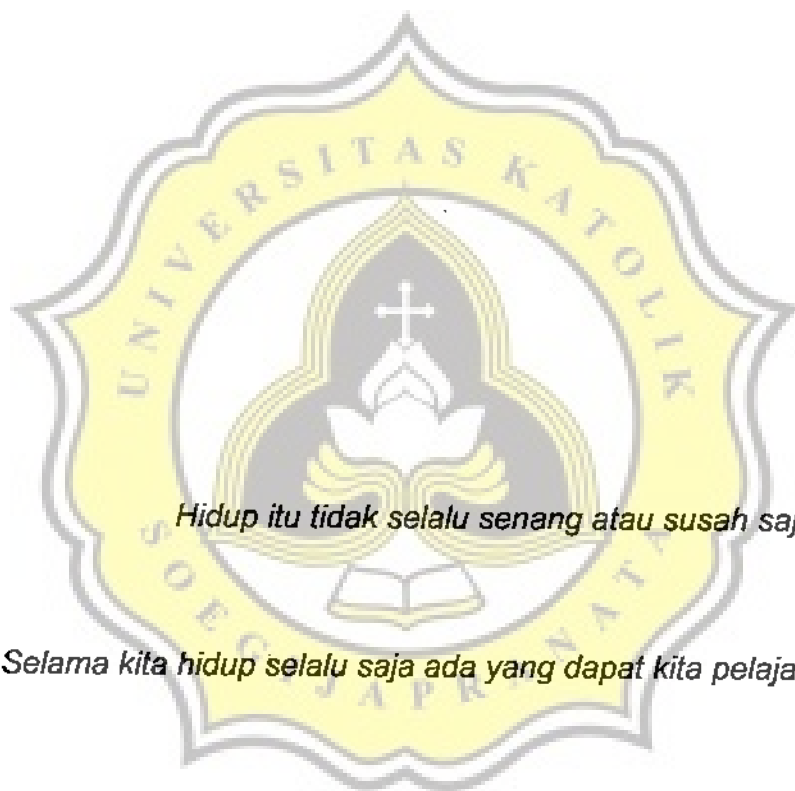 UNIVERSITAS KATOLIK
Hidup itu tidak selalu senang atau susah saj
Selama kita hidup selalu saja ada yang dapat kita pelaja
SOEGIJAPRANATA